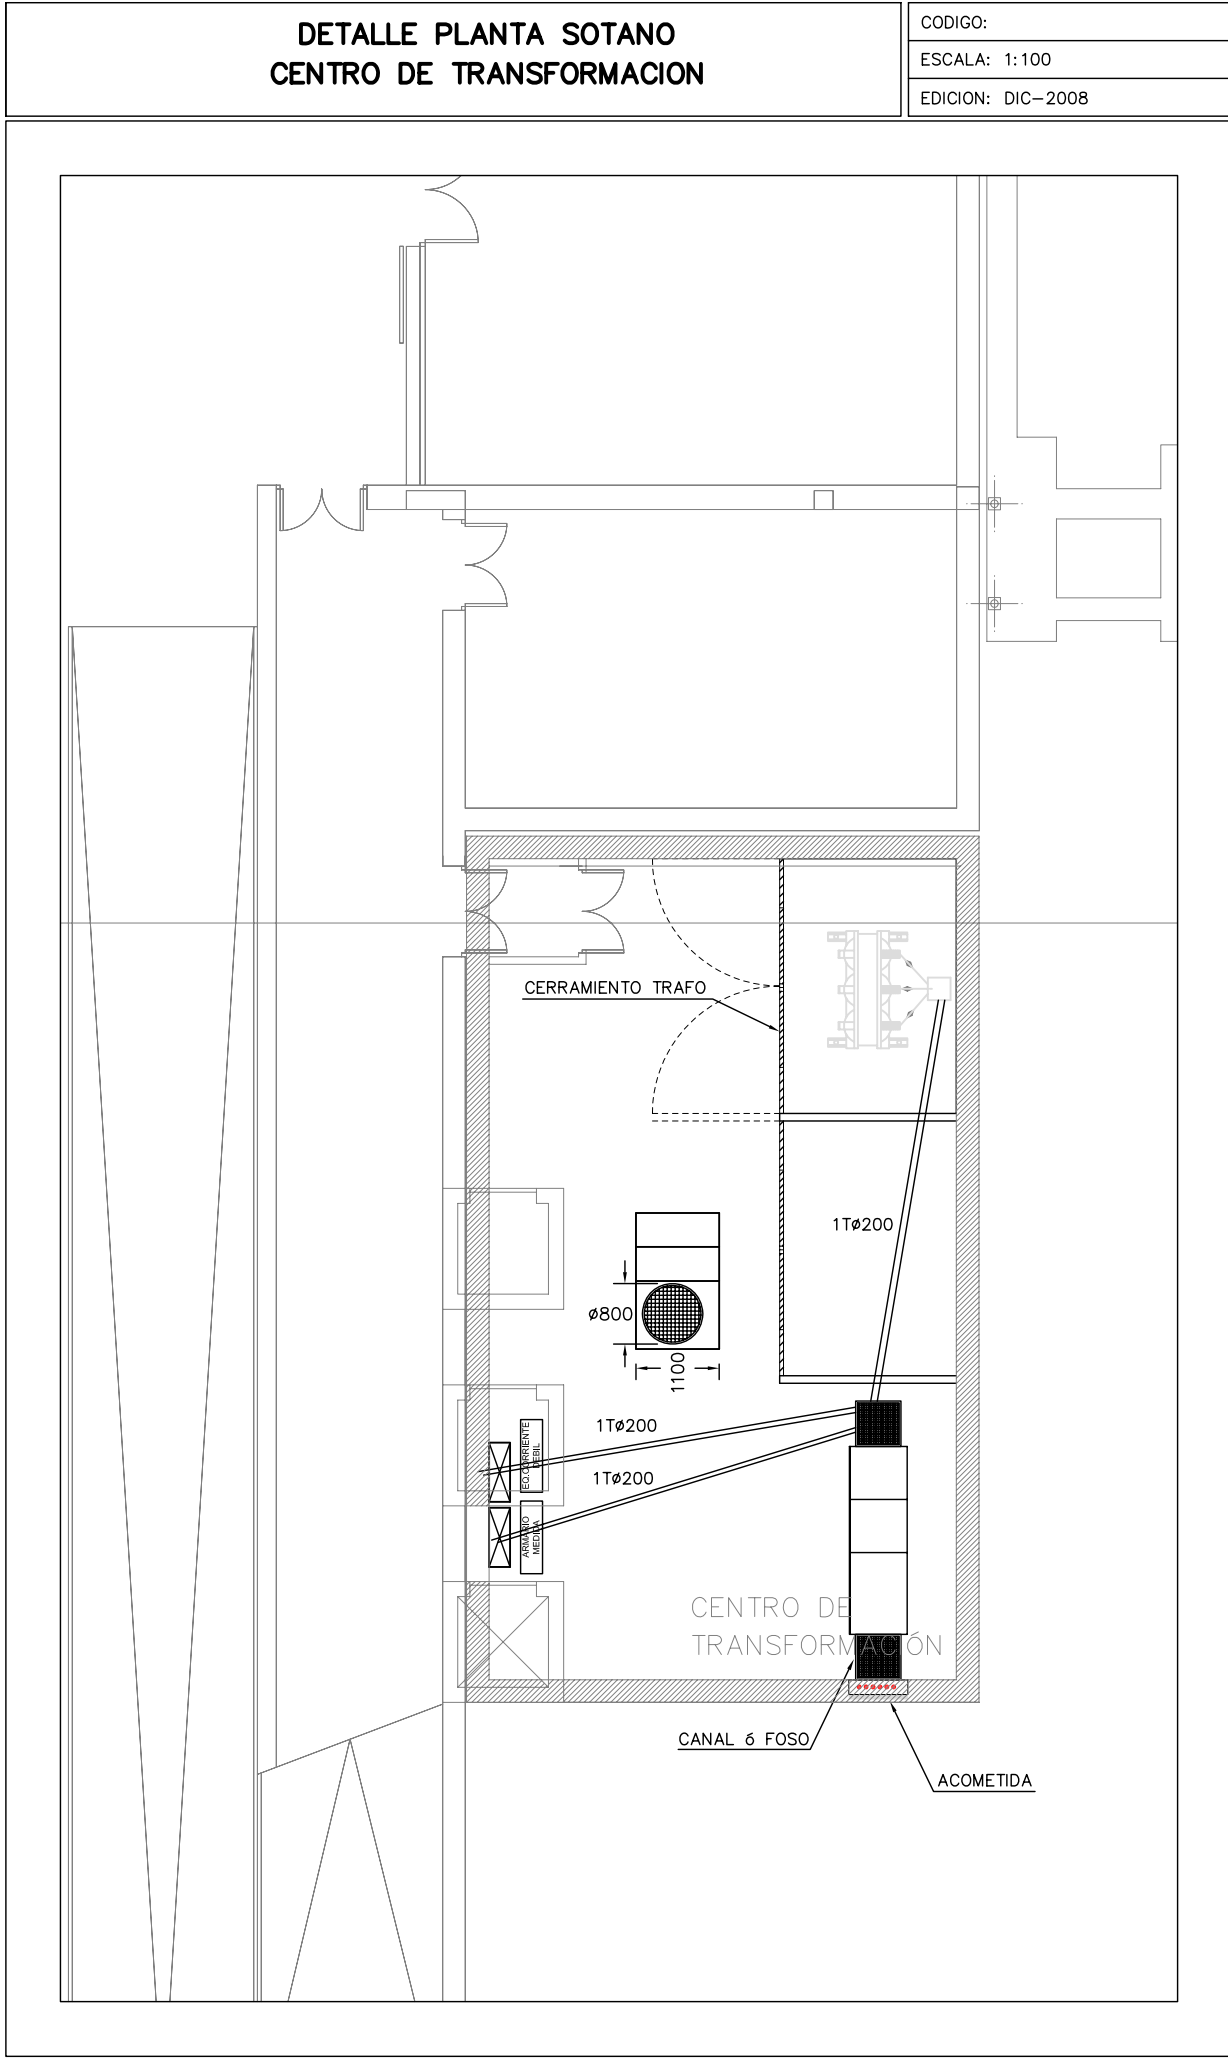 DETALLE PLANTA SOTANO
CENTRO DE TRANSFORMACION
CODIGO:
ESCALA: 1:100
EDICION: DIC-2008
CERRAMIENTO TRAFO
1Tø200
ø800
1100
1Tø200
EQ.CORRIENTE
DEBIL
1Tø200
ARMARIO
MEDIDA
CENTRO DE
TRANSFORMACIÓN
CANAL ó FOSO
ACOMETIDA